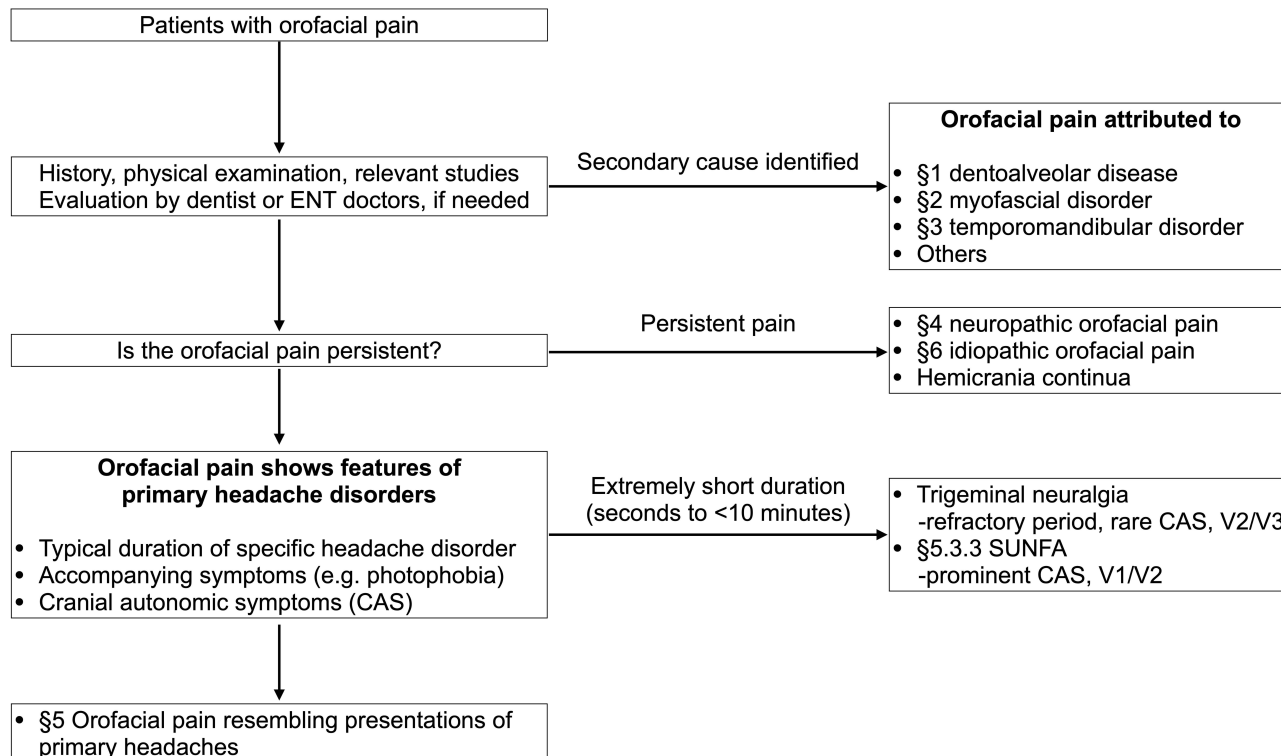 Patients with orofacial pain
History, physical examination, relevant studies
Evaluation by dentist or ENT doctors, if needed
Secondary cause identified
Orofacial pain attributed to
• §1 dentoalveolar disease
• §2 myofascial disorder
• §3 temporomandibular disorder
• Others
Is the orofacial pain persistent?
Persistent pain
• §4 neuropathic orofacial pain
• §6 idiopathic orofacial pain
• Hemicrania continua
Orofacial pain shows features of
primary headache disorders
• Typical duration of specific headache disorder
• Accompanying symptoms (e.g. photophobia)
• Cranial autonomic symptoms (CAS)
Extremely short duration
(seconds to <10 minutes)
• Trigeminal neuralgia
-refractory period, rare CAS, V2/V3
• §5.3.3 SUNFA
-prominent CAS, V1/V2
• §5 Orofacial pain resembling presentations of
primary headaches